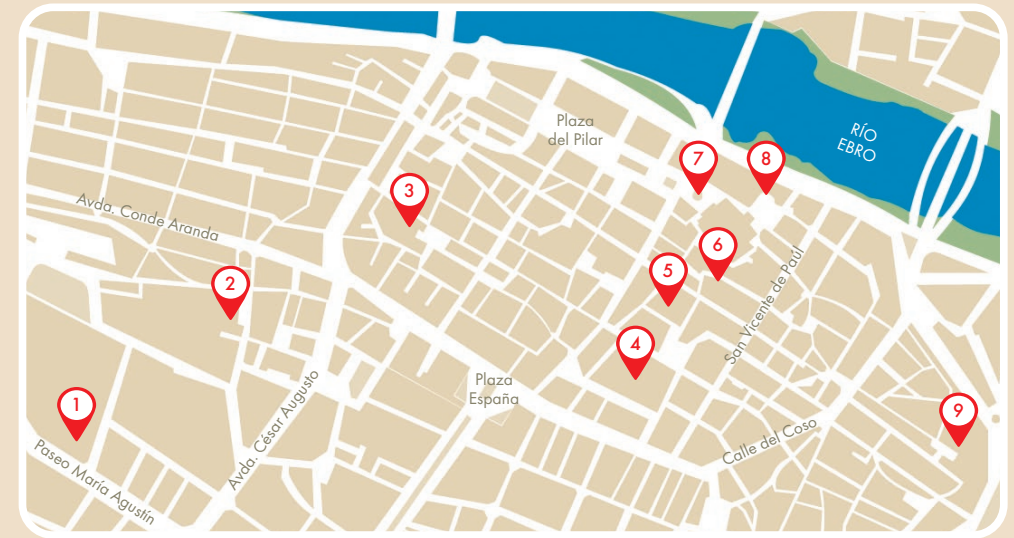 Plaza
del Pilar
RÍO
EBRO
7
8
3
Avda. Conde Aranda
6
5
2
San Vicente de Paúl
4
Plaza
España
1
Avda. César Augusto
9
Calle del Coso
Paseo María Agustín